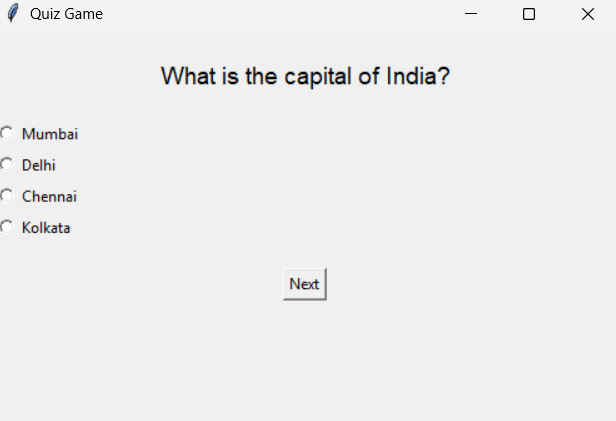 Quiz Game
What is the capital of India?
Mumbai
Delhi
Chennai
Kolkata
Next